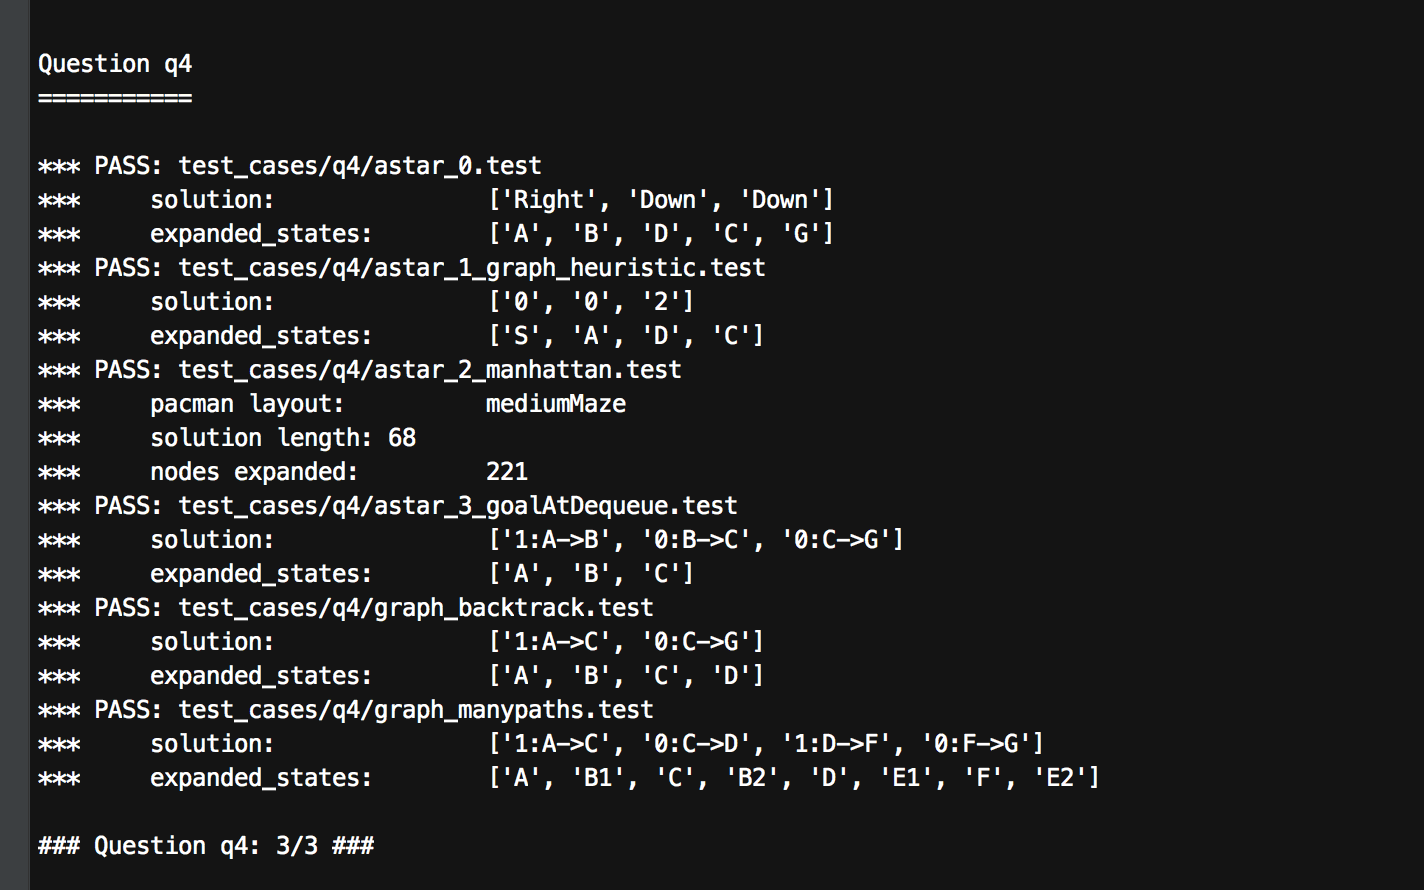 Question q4
===========
*** PASS: test_cases/q4/astar_0.test
***     solution:               ['Right', 'Down', 'Down']
***     expanded_states:        ['A', 'B', 'D', 'C', 'G']
*** PASS: test_cases/q4/astar_1_graph_heuristic.test
***     solution:               ['0', '0', '2']
***     expanded_states:        ['S', 'A', 'D', 'C']
*** PASS: test_cases/q4/astar_2_manhattan.test
***     pacman layout:          mediumMaze
***     solution length: 68
***     nodes expanded:         221
*** PASS: test_cases/q4/astar_3_goalAtDequeue.test
***     solution:               ['1:A->B', '0:B->C', '0:C->G']
***     expanded_states:        ['A', 'B', 'C']
*** PASS: test_cases/q4/graph_backtrack.test
***     solution:               ['1:A->C', '0:C->G']
***     expanded_states:        ['A', 'B', 'C', 'D']
*** PASS: test_cases/q4/graph_manypaths.test
***     solution:               ['1:A->C', '0:C->D', '1:D->F', '0:F->G']
***     expanded_states:        ['A', 'B1', 'C', 'B2', 'D', 'E1', 'F', 'E2']
### Question q4: 3/3 ###